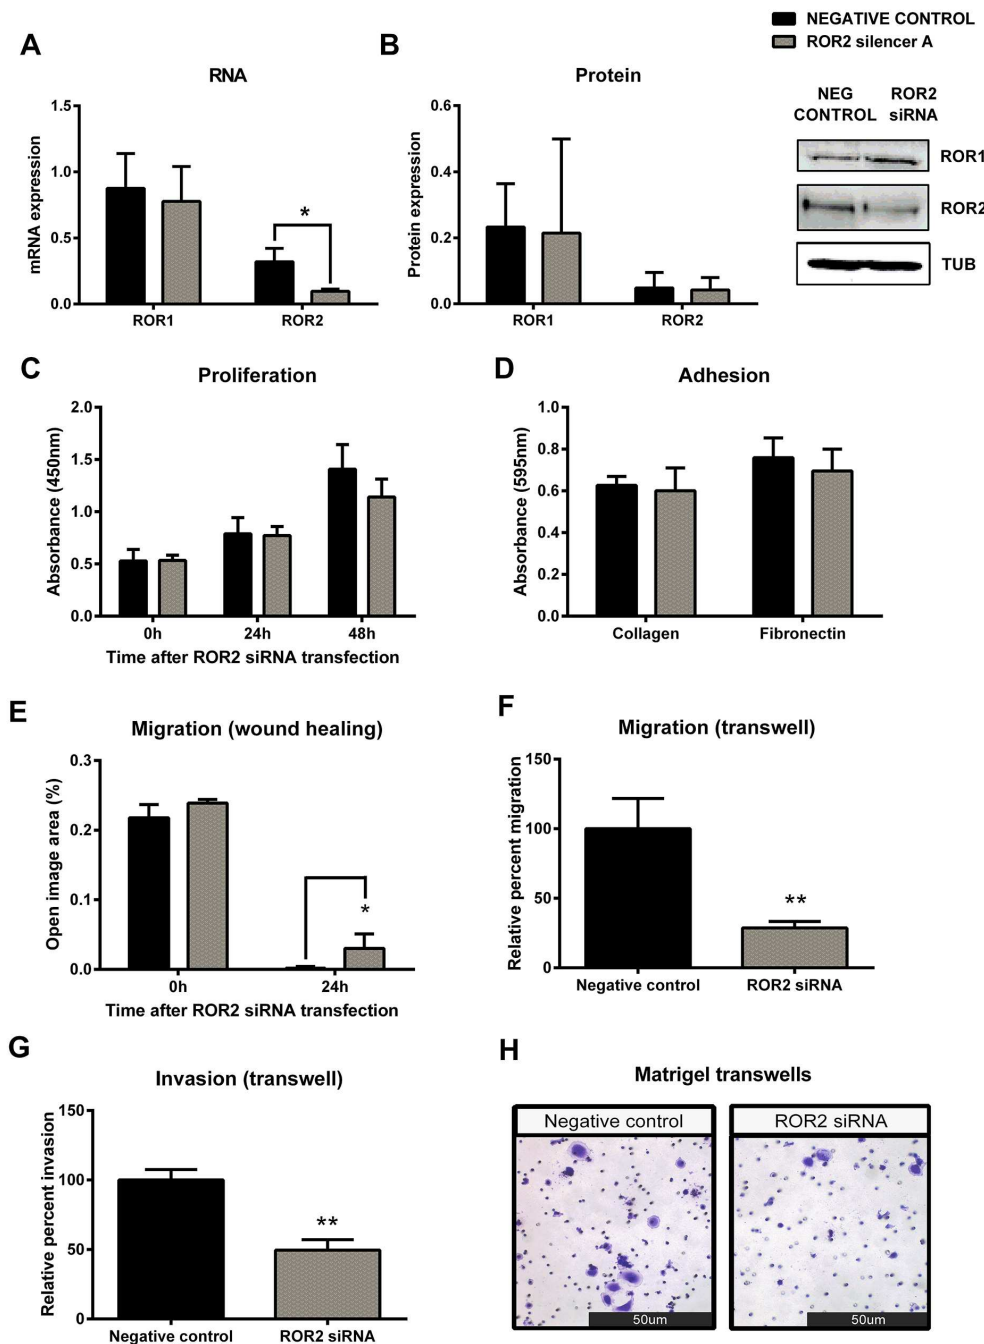 NEGATIVE CONTROL
ROR2 silencer A
A
RNA
mRNA expression
1.5
1.0
0.5
0.0
*
ROR1
ROR2
B
Protein
Protein expression
0.6
0.4
0.2
0.0
ROR1
ROR2
NEG
CONTROL
ROR2
siRNA
ROR1
ROR2
TUB
C
Proliferation
Absorbance (450nm)
2.0
1.5
1.0
0.5
0.0
0h
24h
48h
Time after ROR2 siRNA transfection
D
Adhesion
Absorbance (595nm)
1.0
0.8
0.6
0.4
0.2
0.0
Collagen
Fibronectin
E
Migration (wound healing)
Open image area (%)
0.3
0.2
0.1
0.0
*
0h
24h
Time after ROR2 siRNA transfection
F
Migration (transwell)
Relative percent migration
150
100
50
0
**
Negative control
ROR2 siRNA
G
Invasion (transwell)
Relative percent invasion
150
100
50
0
**
Negative control
ROR2 siRNA
H
Matrigel transwells
Negative control
ROR2 siRNA
50um
50um